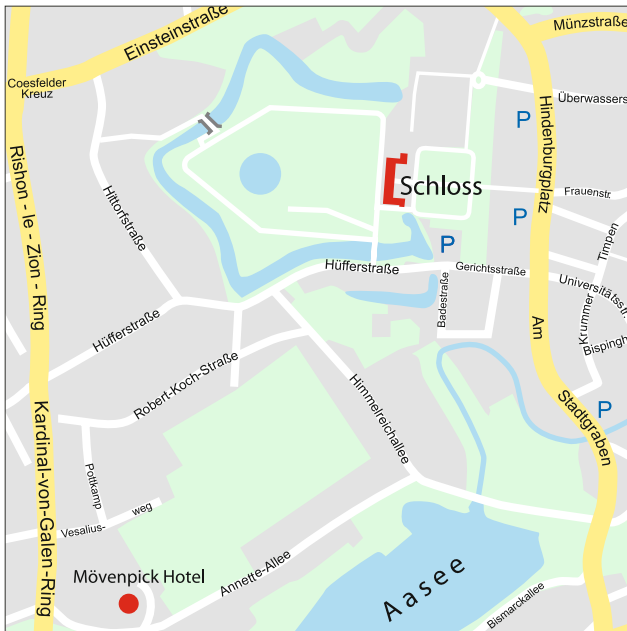 Münzstraße
Einsteinstraße
Coesfelder
Kreuz
Überwassers
P
Hindenburgplatz
Rishon - le - Zion - Ring
Schloss
Frauenstr.
Hittorfstraße
P
P
Timpen
Hüfferstraße
Gerichtsstraße
Universitätsstr.
Badestraße
Krummer
Hüfferstraße
Am
Bispingh
Robert-Koch-Straße
Himmelreichallee
Stadtgraben
P
Kardinal-von-Galen-Ring
Pottkamp
Vesalius-
weg
Mövenpick Hotel
Annette-Allee
Aasee
Bismarckallee